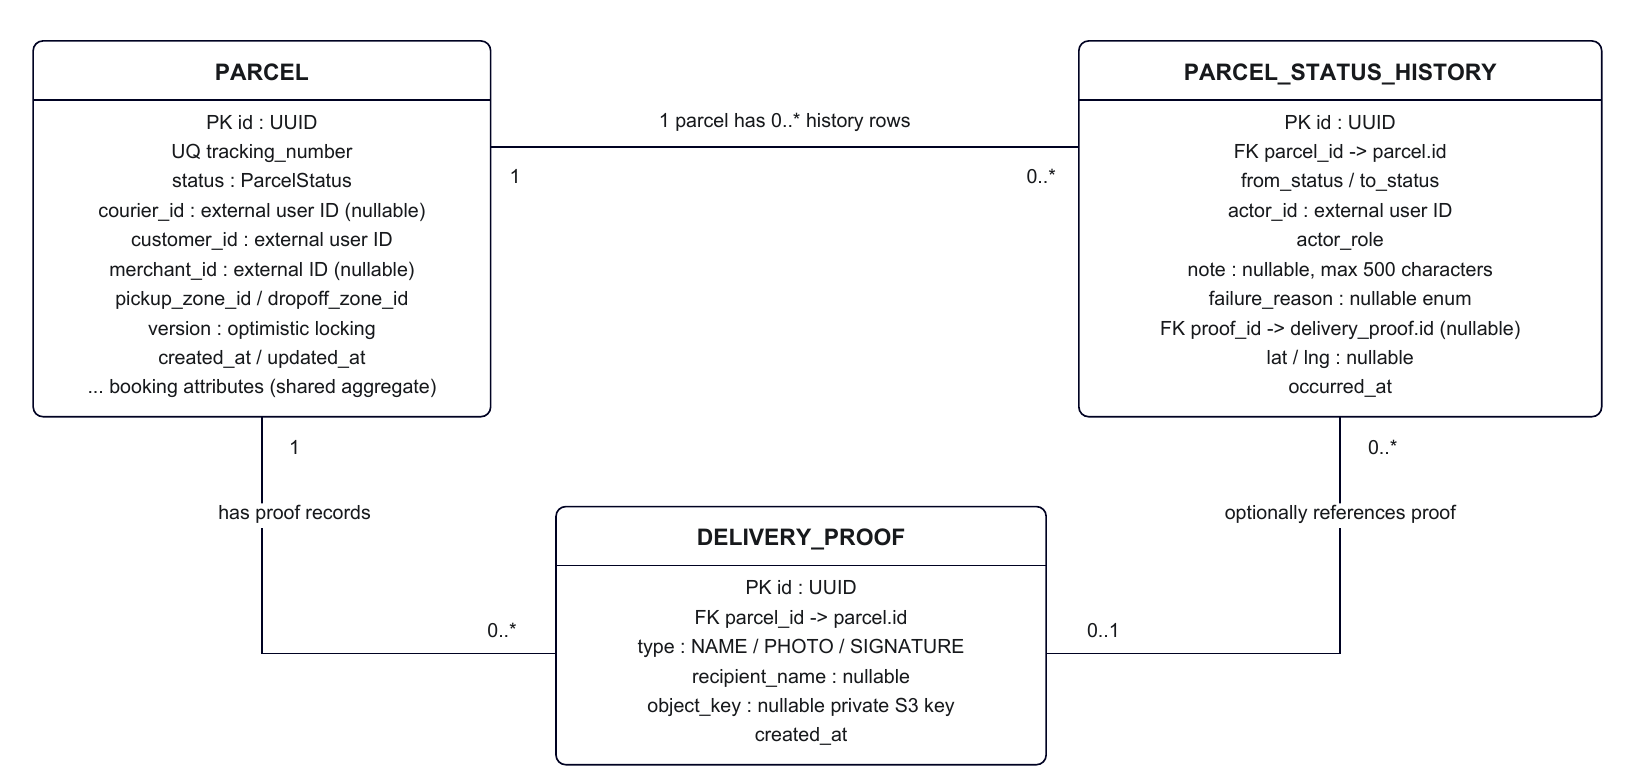 PARCEL
PK id : UUID
UQ tracking_number
status : ParcelStatus
courier_id : external user ID (nullable)
customer_id : external user ID
merchant_id : external ID (nullable)
pickup_zone_id / dropoff_zone_id
version : optimistic locking
created_at / updated_at
... booking attributes (shared aggregate)
1 parcel has 0..* history rows
1
0..*
PARCEL_STATUS_HISTORY
PK id : UUID
FK parcel_id -> parcel.id
from_status / to_status
actor_id : external user ID
actor_role
note : nullable, max 500 characters
failure_reason : nullable enum
FK proof_id -> delivery_proof.id (nullable)
lat / lng : nullable
occurred_at
1
has proof records
0..*
0..*
optionally references proof
0..1
DELIVERY_PROOF
PK id : UUID
FK parcel_id -> parcel.id
type : NAME / PHOTO / SIGNATURE
recipient_name : nullable
object_key : nullable private S3 key
created_at